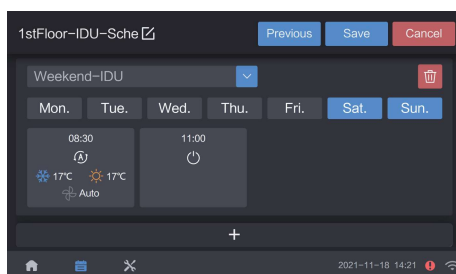 1stFloor-IDU-Sche Previous Save Cancel
Weekend-IDU
Mon. Tue. Wed. Thu. Fri. Sat. Sun.
08:30 11:00
A
17℃ 17℃
Auto
+
2021-11-18 14:21